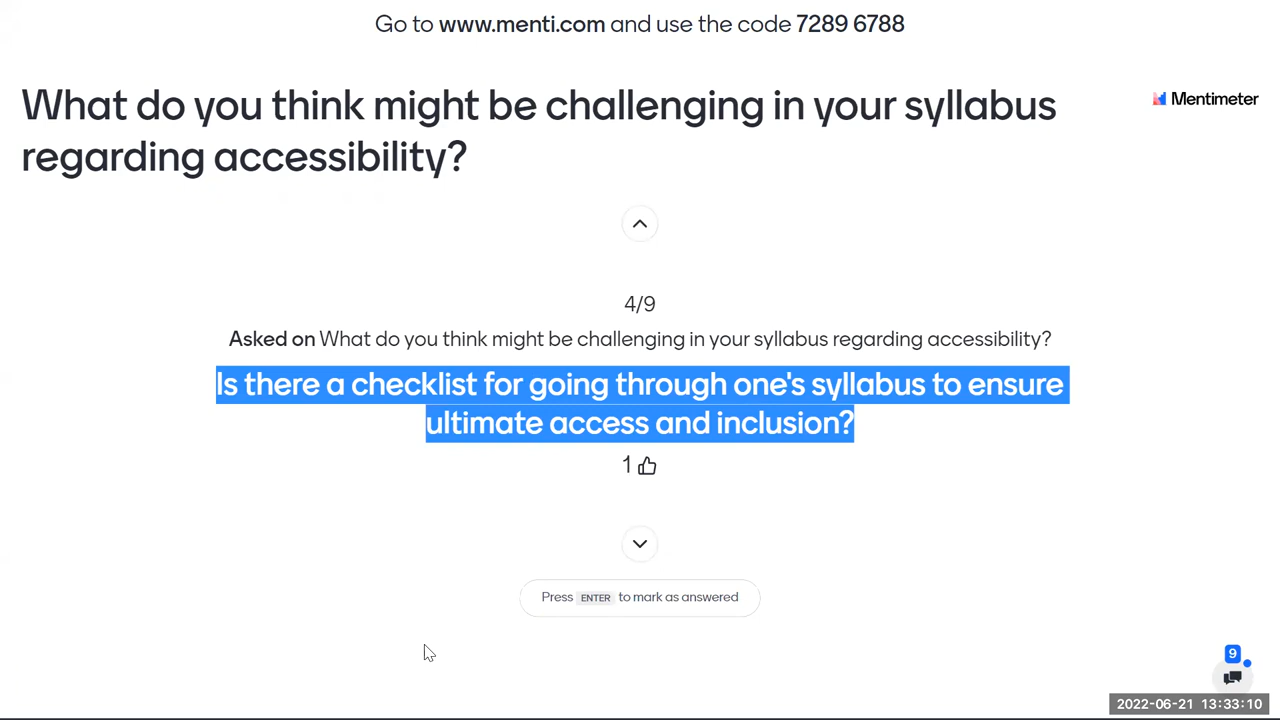 Go to www.menti.com and use the code 7289 6788
What do you think might be challenging in your syllabus
regarding accessibility?
Mentimeter
4/9
Asked on What do you think might be challenging in your syllabus regarding accessibility?
Is there a checklist for going through one's syllabus to ensure
ultimate access and inclusion?
1
Press ENTER to mark as answered
9
2022-06-21 13:33:10